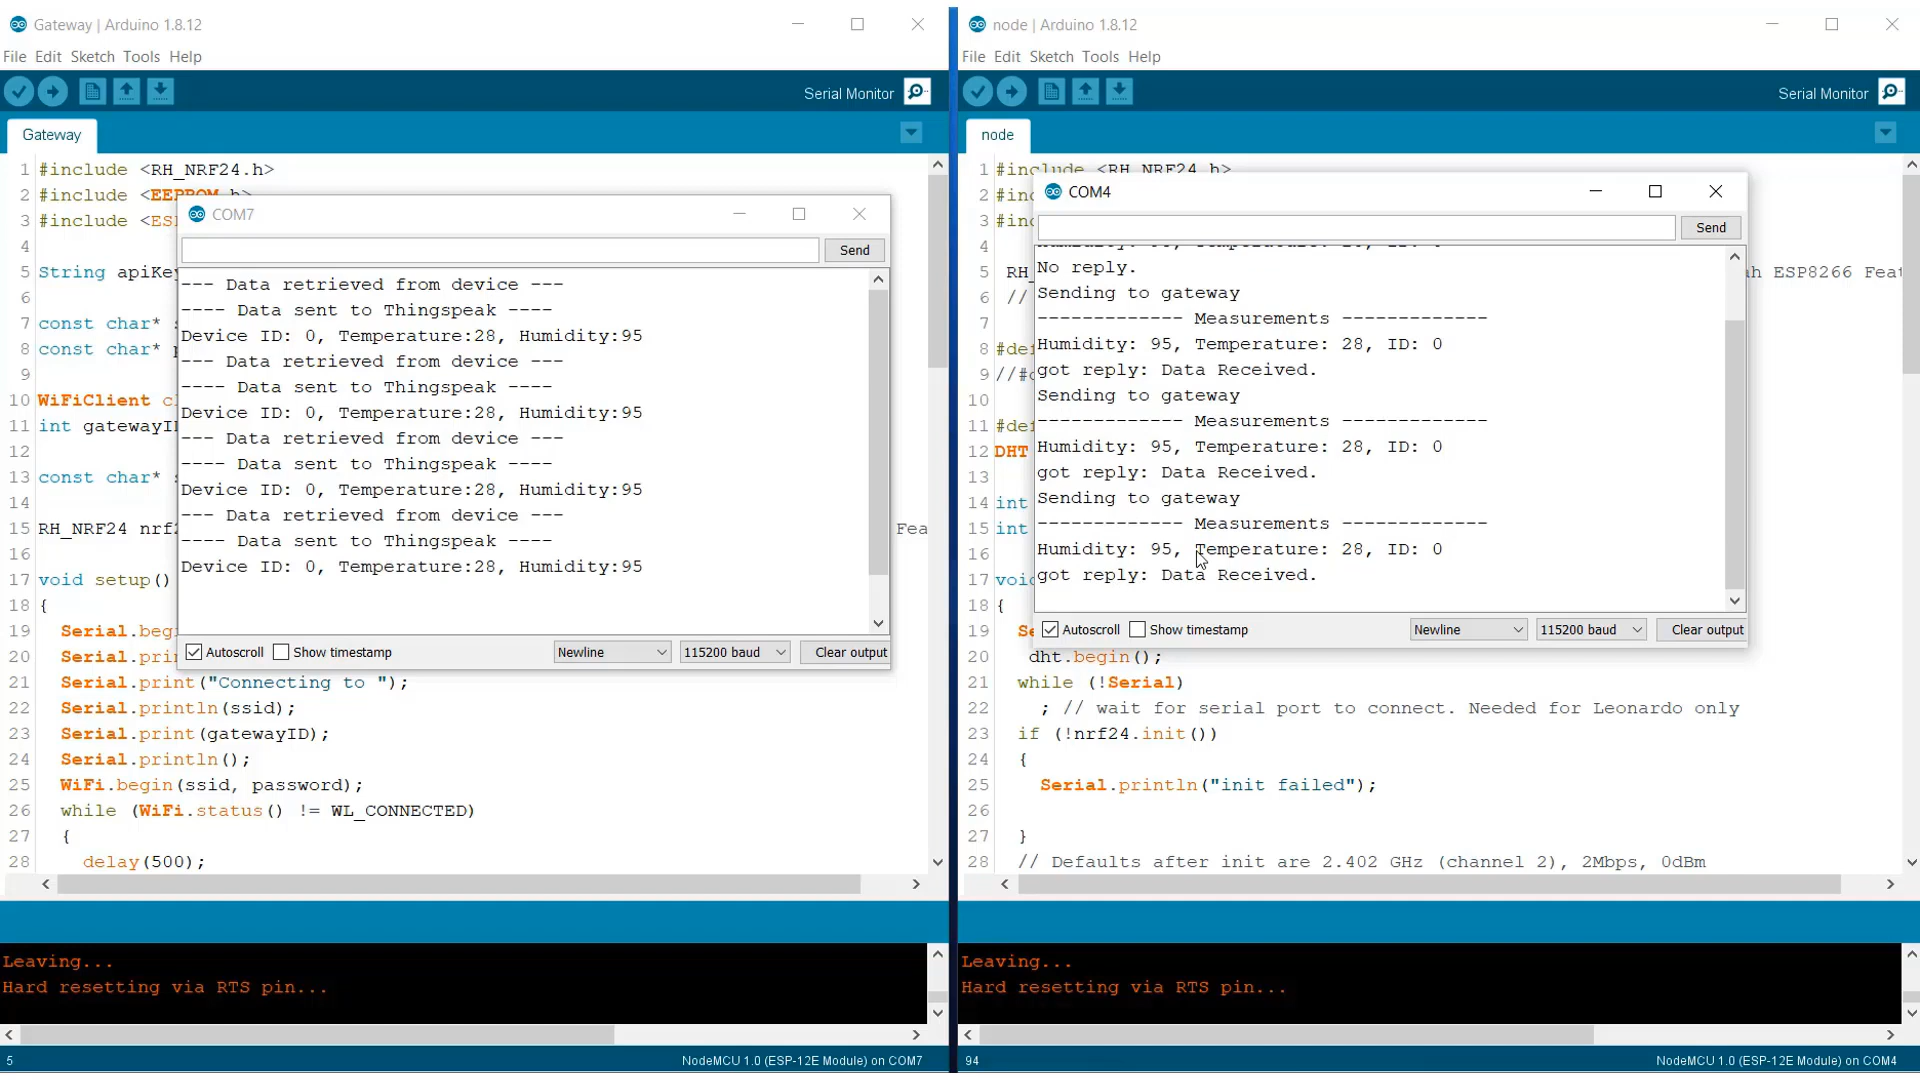 Gateway | Arduino 1.8.12
File Edit Sketch Tools Help
Serial Monitor
Gateway
1 #include <RH_NRF24.h>
2 #include <EEPROM.h>
3 #include <ES
4
5 String apiKey
6
7 const char* s
8 const char* p
9
10 WiFiClient c
11 int gatewayI
12
13 const char* s
14
15 RH_NRF24 nrf2 Fea
16
17 void setup()
18 {
19 Serial.beg
20 Serial.pri
21 Serial.print("Connecting to ");
22 Serial.println(ssid);
23 Serial.print(gatewayID);
24 Serial.println();
25 WiFi.begin(ssid, password);
26 while (WiFi.status() != WL_CONNECTED)
27 {
28 delay(500);
COM7
Send
--- Data retrieved from device ---
---- Data sent to Thingspeak ----
Device ID: 0, Temperature:28, Humidity:95
--- Data retrieved from device ---
---- Data sent to Thingspeak ----
Device ID: 0, Temperature:28, Humidity:95
--- Data retrieved from device ---
---- Data sent to Thingspeak ----
Device ID: 0, Temperature:28, Humidity:95
--- Data retrieved from device ---
---- Data sent to Thingspeak ----
Device ID: 0, Temperature:28, Humidity:95
Autoscroll Show timestamp Newline 115200 baud Clear output
Leaving...
Hard resetting via RTS pin...
5 NodeMCU 1.0 (ESP-12E Module) on COM7
node | Arduino 1.8.12
File Edit Sketch Tools Help
Serial Monitor
node
1 #include <RH_NRF24.h>
2 #inc
3 #inc
4
5 RH_ ah ESP8266 Feat
6 //
7
8 #def
9 //#d
10
11 #def
12 DHT
13
14 int
15 int
16
17 voi
18 {
19 Se
20 dht.begin();
21 while (!Serial)
22 ; // wait for serial port to connect. Needed for Leonardo only
23 if (!nrf24.init())
24 {
25 Serial.println("init failed");
26
27 }
28 // Defaults after init are 2.402 GHz (channel 2), 2Mbps, 0dBm
COM4
Send
No reply.
Sending to gateway
------------- Measurements -------------
Humidity: 95, Temperature: 28, ID: 0
got reply: Data Received.
Sending to gateway
------------- Measurements -------------
Humidity: 95, Temperature: 28, ID: 0
got reply: Data Received.
Sending to gateway
------------- Measurements -------------
Humidity: 95, Temperature: 28, ID: 0
got reply: Data Received.
Autoscroll Show timestamp Newline 115200 baud Clear output
Leaving...
Hard resetting via RTS pin...
94 NodeMCU 1.0 (ESP-12E Module) on COM4